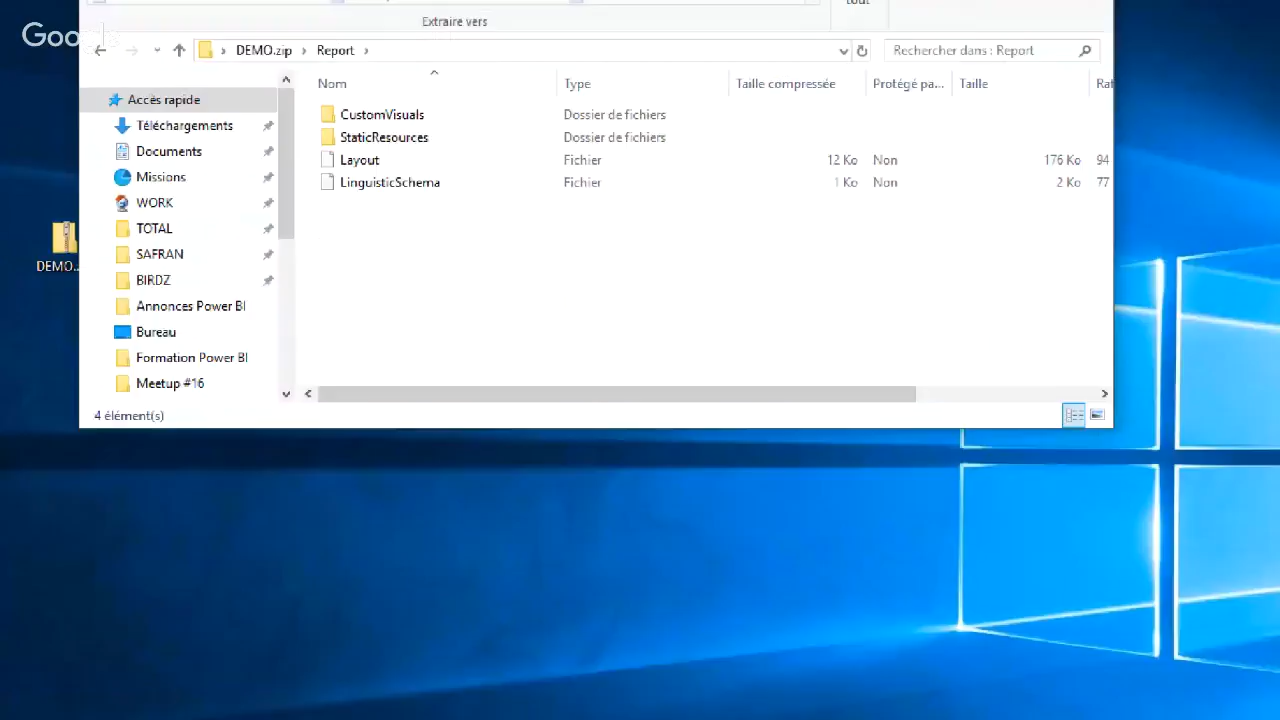 tout
Extraire vers
Goo
DEMO.zip > Report >
Rechercher dans : Report
Nom Type Taille compressée Protégé pa... Taille Rat
Accès rapide
Téléchargements
Documents
Missions
WORK
TOTAL
SAFRAN
BIRDZ
Annonces Power BI
Bureau
Formation Power BI
Meetup #16
CustomVisuals Dossier de fichiers
StaticResources Dossier de fichiers
Layout Fichier 12 Ko Non 176 Ko 94
LinguisticSchema Fichier 1 Ko Non 2 Ko 77
DEMO...
4 élément(s)